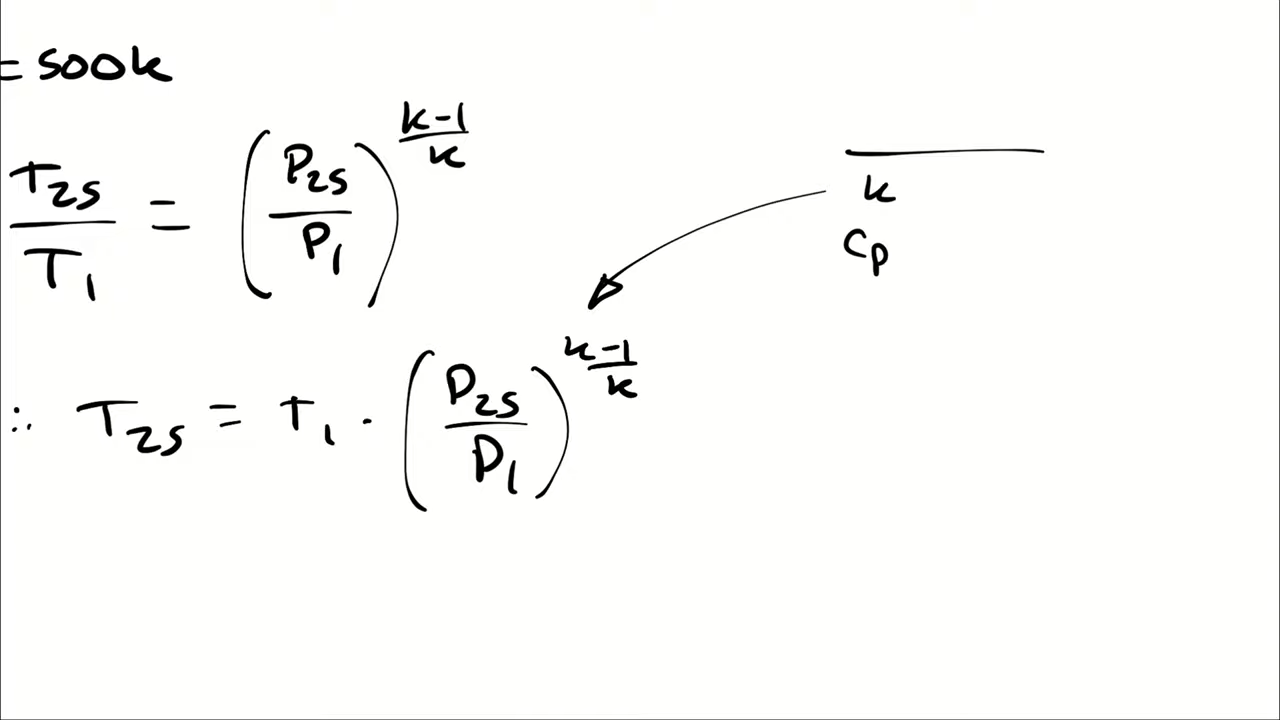 = 500k
T2s/T1 = (P2s/P1)^(k-1/k)
k
Cp
∴ T2s = T1 · (P2s/P1)^(k-1/k)